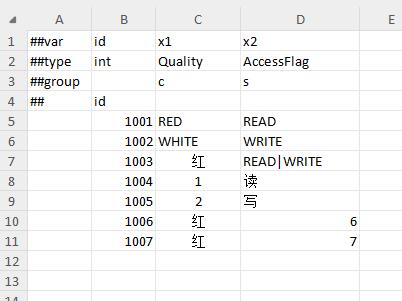 A B C D E
1 ##var id x1 x2
2 ##type int Quality AccessFlag
3 ##group c s
4 ## id
5 1001 RED READ
6 1002 WHITE WRITE
7 1003 红 READ|WRITE
8 1004 1 读
9 1005 2 写
10 1006 红 6
11 1007 红 7
12
13
14